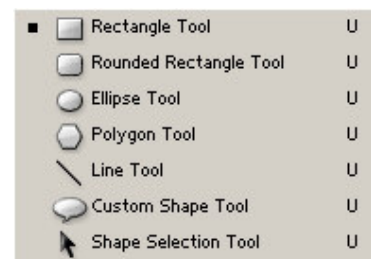 Rectangle Tool U
Rounded Rectangle Tool U
Ellipse Tool U
Polygon Tool U
Line Tool U
Custom Shape Tool U
Shape Selection Tool U